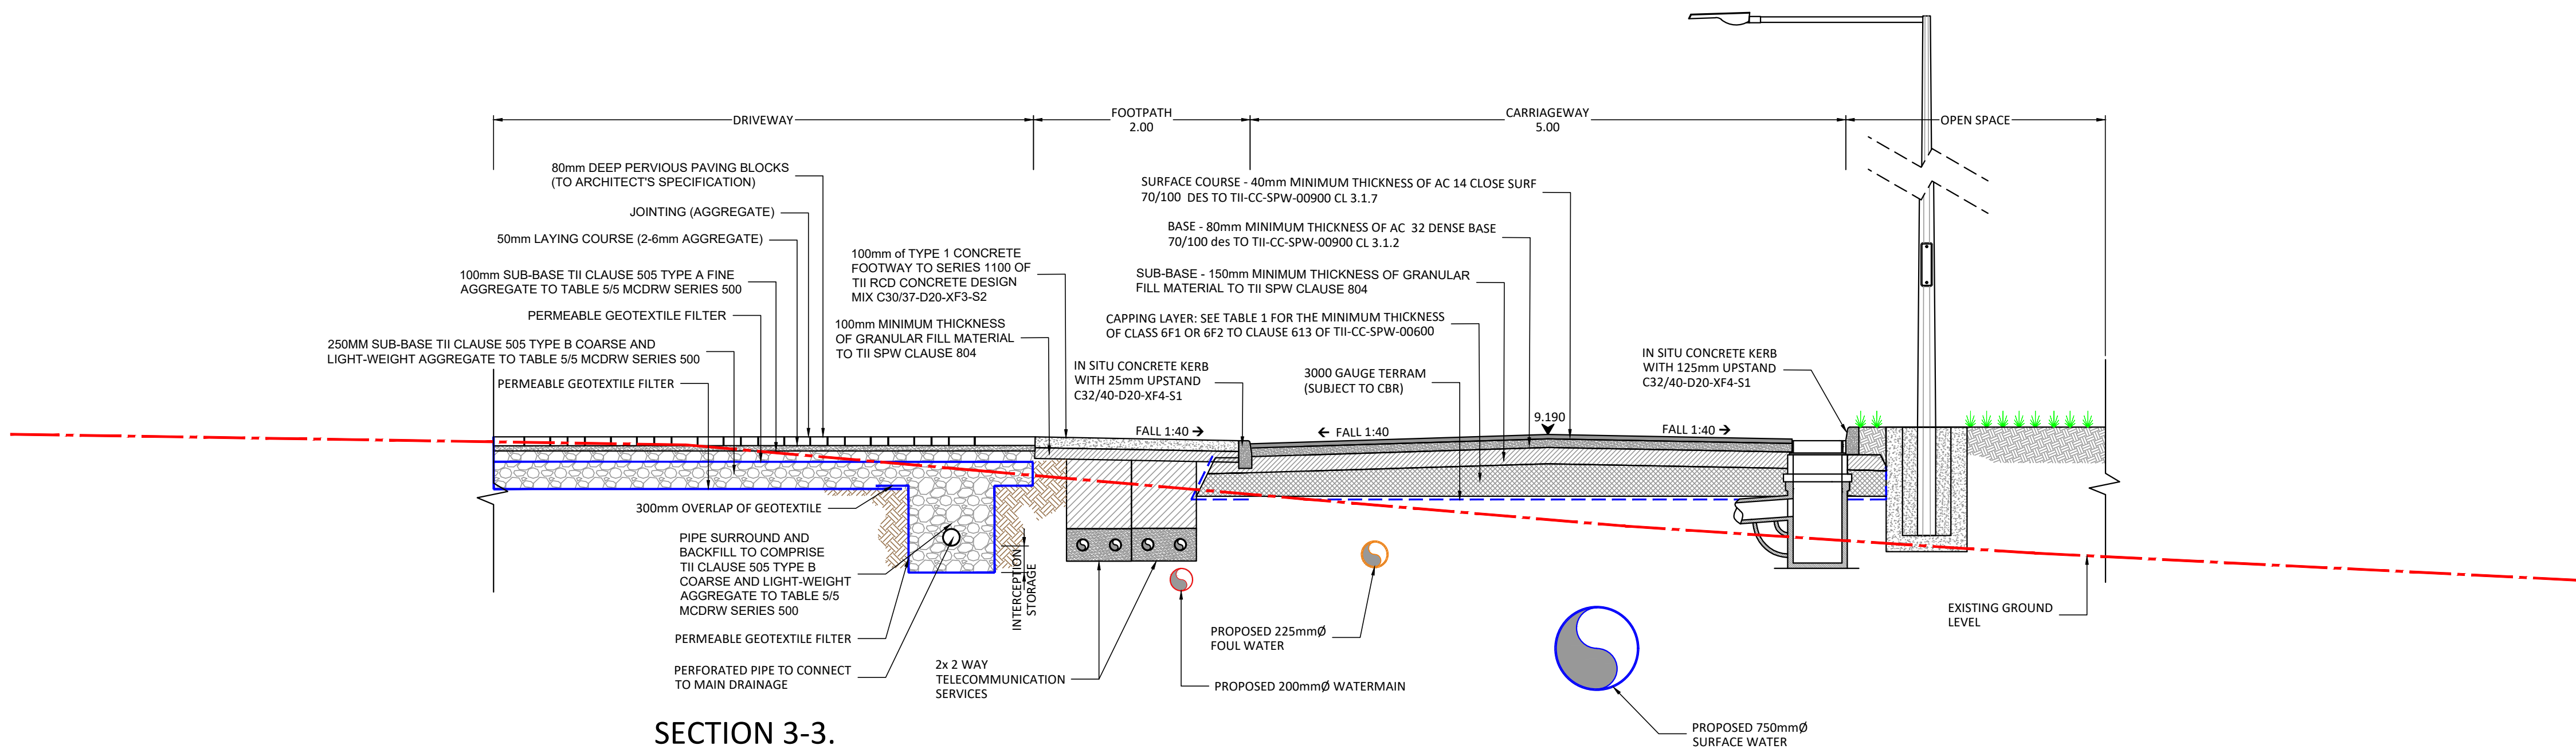 DRIVEWAY
FOOTPATH
2.00
CARRIAGEWAY
5.00
OPEN SPACE
80mm DEEP PERVIOUS PAVING BLOCKS
(TO ARCHITECT'S SPECIFICATION)
JOINTING (AGGREGATE)
50mm LAYING COURSE (2-6mm AGGREGATE)
100mm SUB-BASE TII CLAUSE 505 TYPE A FINE
AGGREGATE TO TABLE 5/5 MCDRW SERIES 500
PERMEABLE GEOTEXTILE FILTER
250MM SUB-BASE TII CLAUSE 505 TYPE B COARSE AND
LIGHT-WEIGHT AGGREGATE TO TABLE 5/5 MCDRW SERIES 500
PERMEABLE GEOTEXTILE FILTER
100mm of TYPE 1 CONCRETE
FOOTWAY TO SERIES 1100 OF
TII RCD CONCRETE DESIGN
MIX C30/37-D20-XF3-S2
100mm MINIMUM THICKNESS
OF GRANULAR FILL MATERIAL
TO TII SPW CLAUSE 804
SURFACE COURSE - 40mm MINIMUM THICKNESS OF AC 14 CLOSE SURF
70/100 DES TO TII-CC-SPW-00900 CL 3.1.7
BASE - 80mm MINIMUM THICKNESS OF AC 32 DENSE BASE
70/100 des TO TII-CC-SPW-00900 CL 3.1.2
SUB-BASE - 150mm MINIMUM THICKNESS OF GRANULAR
FILL MATERIAL TO TII SPW CLAUSE 804
CAPPING LAYER: SEE TABLE 1 FOR THE MINIMUM THICKNESS
OF CLASS 6F1 OR 6F2 TO CLAUSE 613 OF TII-CC-SPW-00600
IN SITU CONCRETE KERB
WITH 25mm UPSTAND
C32/40-D20-XF4-S1
3000 GAUGE TERRAM
(SUBJECT TO CBR)
IN SITU CONCRETE KERB
WITH 125mm UPSTAND
C32/40-D20-XF4-S1
9.190
FALL 1:40 →
← FALL 1:40
FALL 1:40 →
300mm OVERLAP OF GEOTEXTILE
PIPE SURROUND AND
BACKFILL TO COMPRISE
TII CLAUSE 505 TYPE B
COARSE AND LIGHT-WEIGHT
AGGREGATE TO TABLE 5/5
MCDRW SERIES 500
PERMEABLE GEOTEXTILE FILTER
PERFORATED PIPE TO CONNECT
TO MAIN DRAINAGE
INTERCEPTION
STORAGE
2x 2 WAY
TELECOMMUNICATION
SERVICES
PROPOSED 225mmØ
FOUL WATER
PROPOSED 200mmØ WATERMAIN
EXISTING GROUND
LEVEL
PROPOSED 750mmØ
SURFACE WATER
SECTION 3-3.